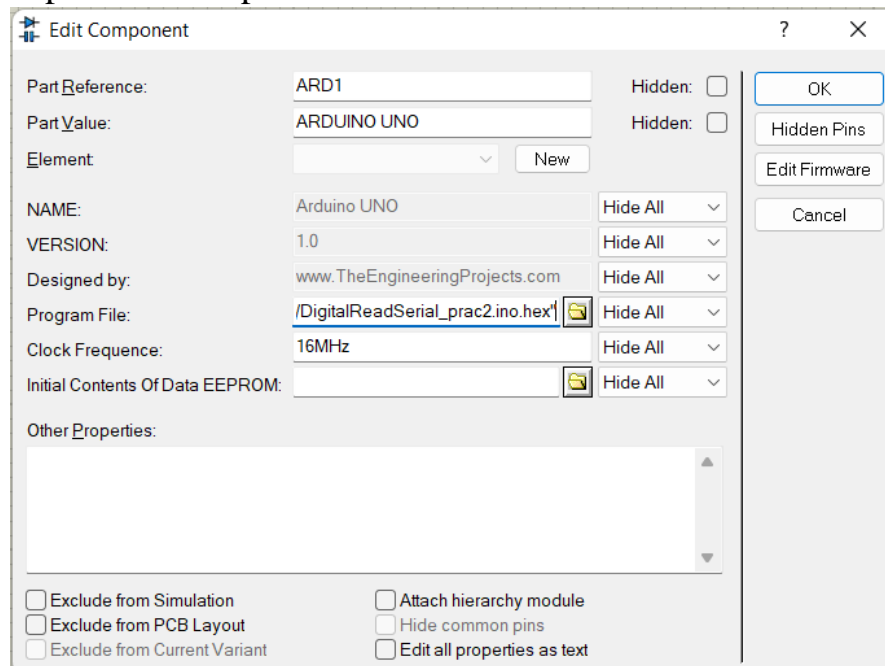 Edit Component ? ×
Part Reference: ARD1 Hidden: OK
Part Value: ARDUINO UNO Hidden: Hidden Pins
Element: New Edit Firmware
NAME: Arduino UNO Hide All Cancel
VERSION: 1.0 Hide All
Designed by: www.TheEngineeringProjects.com Hide All
Program File: /DigitalReadSerial_prac2.ino.hex" Hide All
Clock Frequence: 16MHz Hide All
Initial Contents Of Data EEPROM: Hide All
Other Properties:
Exclude from Simulation Attach hierarchy module
Exclude from PCB Layout Hide common pins
Exclude from Current Variant Edit all properties as text